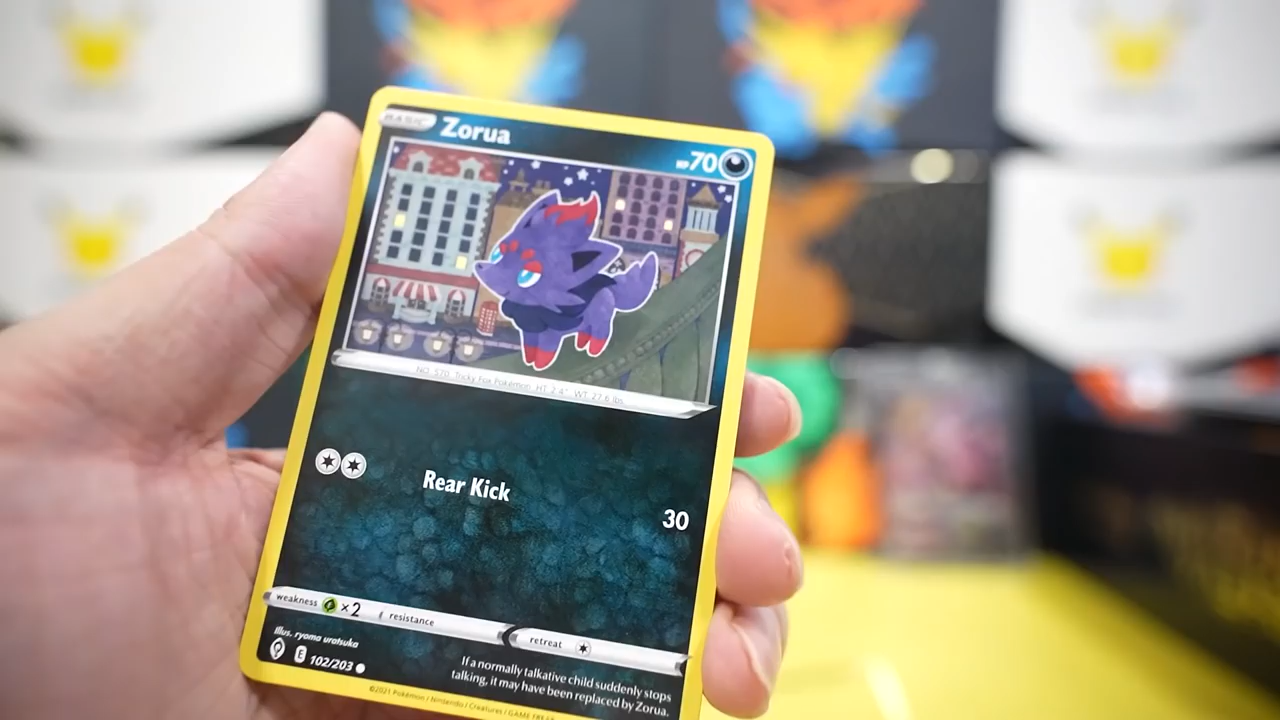 BASIC
Zorua
HP 70
NO. 570 Tricky Fox Pokémon HT: 2'4" WT: 27.6 lbs
Rear Kick
30
weakness ×2 resistance
retreat
Illus. ryoma uratsuka
E 102/203
If a normally talkative child suddenly stops
talking, it may have been replaced by Zorua.
©2021 Pokémon / Nintendo / Creatures / GAME FREAK